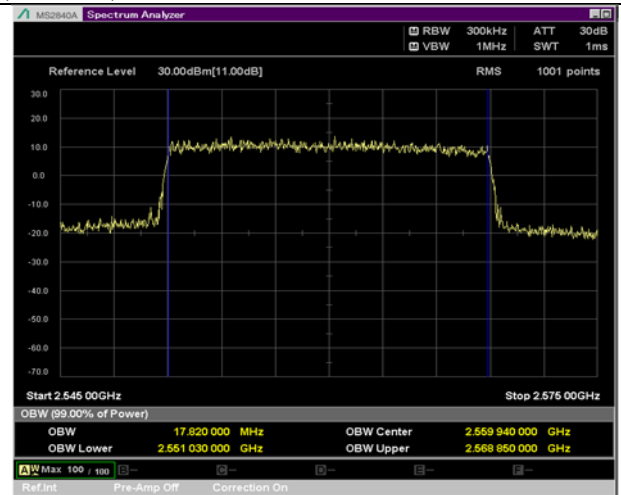 MS2840A Spectrum Analyzer
M RBW 300kHz ATT 30dB
M VBW 1MHz SWT 1ms
Reference Level 30.00dBm[11.00dB] RMS 1001 points
30.0
20.0
10.0
0.0
-10.0
-20.0
-30.0
-40.0
-50.0
-60.0
-70.0
Start 2.545 00GHz Stop 2.575 00GHz
OBW (99.00% of Power)
OBW 17.820 000 MHz OBW Center 2.559 940 000 GHz
OBW Lower 2.551 030 000 GHz OBW Upper 2.568 850 000 GHz
A W Max 100 / 100 B-- C-- D-- E-- F--
Ref.Int Pre-Amp Off Correction On